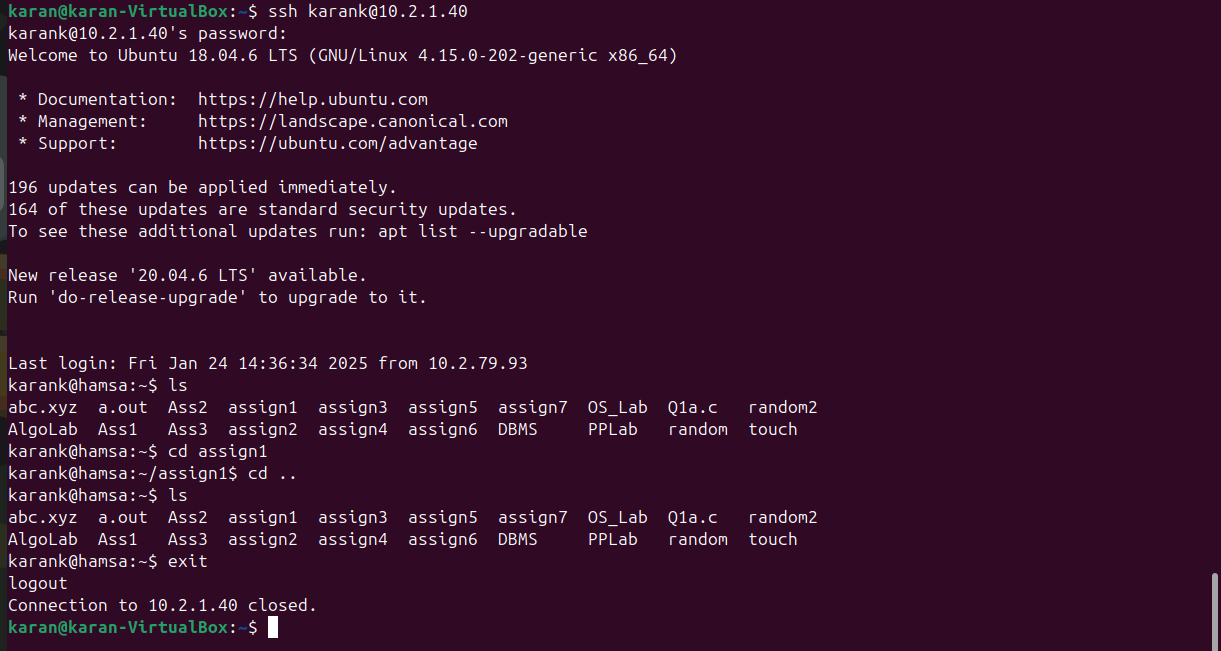 karan@karan-VirtualBox:~$ ssh karank@10.2.1.40
karank@10.2.1.40's password:
Welcome to Ubuntu 18.04.6 LTS (GNU/Linux 4.15.0-202-generic x86_64)

 * Documentation:  https://help.ubuntu.com
 * Management:     https://landscape.canonical.com
 * Support:        https://ubuntu.com/advantage

196 updates can be applied immediately.
164 of these updates are standard security updates.
To see these additional updates run: apt list --upgradable

New release '20.04.6 LTS' available.
Run 'do-release-upgrade' to upgrade to it.

Last login: Fri Jan 24 14:36:34 2025 from 10.2.79.93
karank@hamsa:~$ ls
abc.xyz  a.out  Ass2  assign1  assign3  assign5  assign7  OS_Lab  Q1a.c   random2
AlgoLab  Ass1   Ass3  assign2  assign4  assign6  DBMS     PPLab   random  touch
karank@hamsa:~$ cd assign1
karank@hamsa:~/assign1$ cd ..
karank@hamsa:~$ ls
abc.xyz  a.out  Ass2  assign1  assign3  assign5  assign7  OS_Lab  Q1a.c   random2
AlgoLab  Ass1   Ass3  assign2  assign4  assign6  DBMS     PPLab   random  touch
karank@hamsa:~$ exit
logout
Connection to 10.2.1.40 closed.
karan@karan-VirtualBox:~$